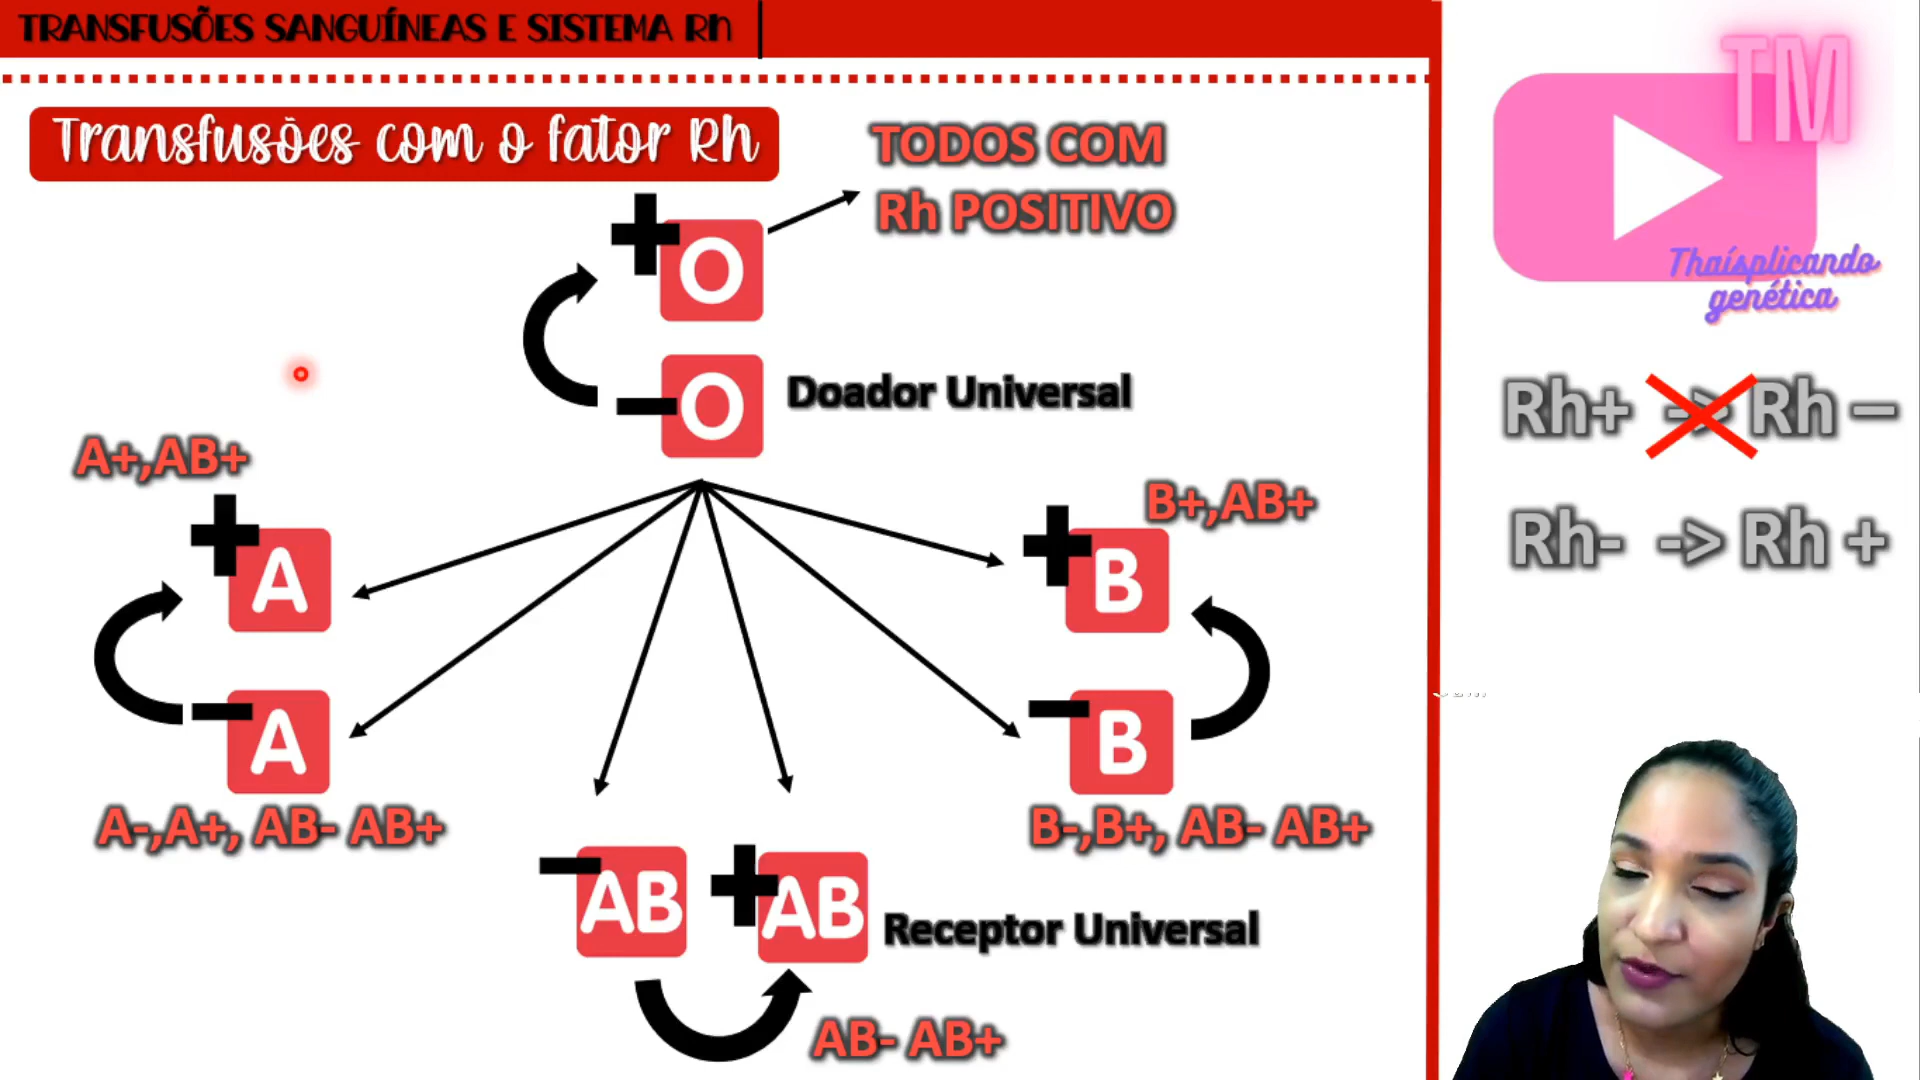 TRANSFUSÕES SANGUÍNEAS E SISTEMA Rh
Transfusões com o fator Rh
TODOS COM
Rh POSITIVO
+ O
- O
Doador Universal
A+,AB+
+ A
- A
A-,A+, AB- AB+
B+,AB+
+ B
- B
B-,B+, AB- AB+
- AB
+ AB
Receptor Universal
AB- AB+
TM
Thaísplicando
genética
Rh+ -> Rh –
Rh- -> Rh +